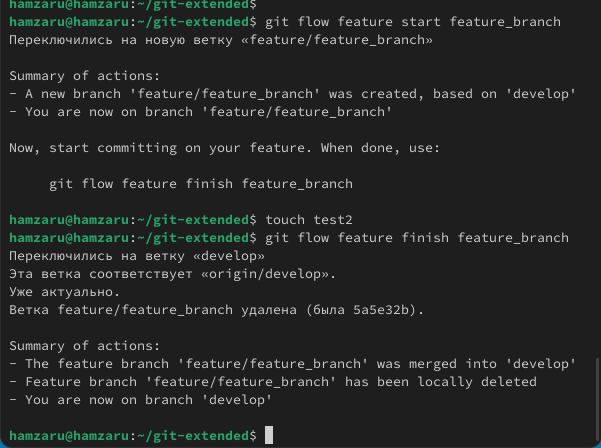 hamzaru@hamzaru:~/git-extended$
hamzaru@hamzaru:~/git-extended$ git flow feature start feature_branch
Переключились на новую ветку «feature/feature_branch»
Summary of actions:
- A new branch 'feature/feature_branch' was created, based on 'develop'
- You are now on branch 'feature/feature_branch'
Now, start committing on your feature. When done, use:
git flow feature finish feature_branch
hamzaru@hamzaru:~/git-extended$ touch test2
hamzaru@hamzaru:~/git-extended$ git flow feature finish feature_branch
Переключились на ветку «develop»
Эта ветка соответствует «origin/develop».
Уже актуально.
Ветка feature/feature_branch удалена (была 5a5e32b).
Summary of actions:
- The feature branch 'feature/feature_branch' was merged into 'develop'
- Feature branch 'feature/feature_branch' has been locally deleted
- You are now on branch 'develop'
hamzaru@hamzaru:~/git-extended$